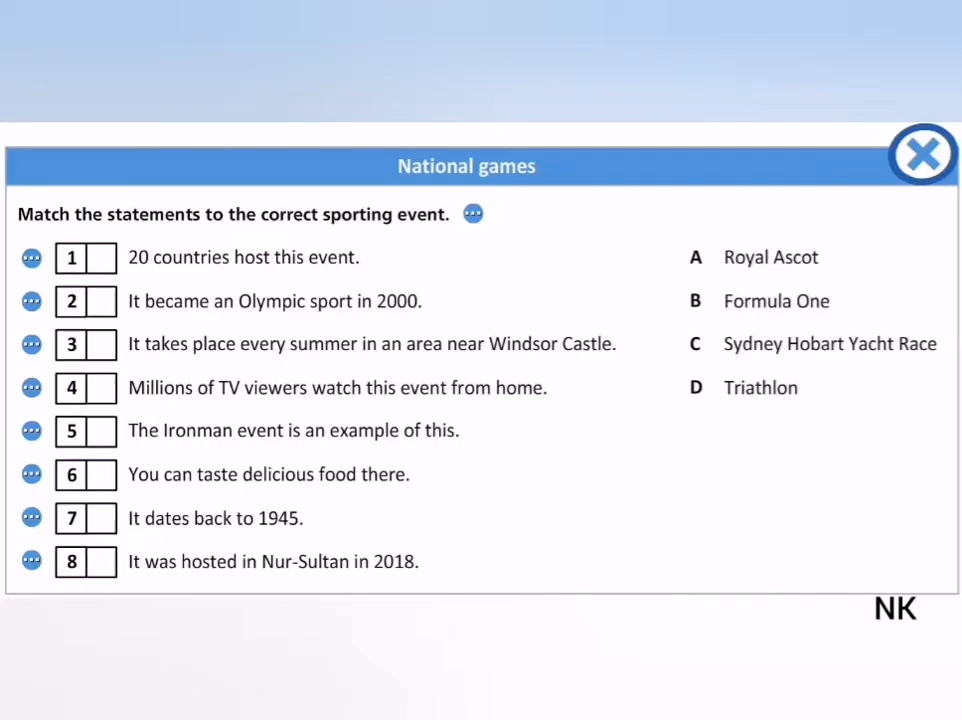 National games
Match the statements to the correct sporting event.
1 20 countries host this event.
A Royal Ascot
2 It became an Olympic sport in 2000.
B Formula One
3 It takes place every summer in an area near Windsor Castle.
C Sydney Hobart Yacht Race
4 Millions of TV viewers watch this event from home.
D Triathlon
5 The Ironman event is an example of this.
6 You can taste delicious food there.
7 It dates back to 1945.
8 It was hosted in Nur-Sultan in 2018.
NK